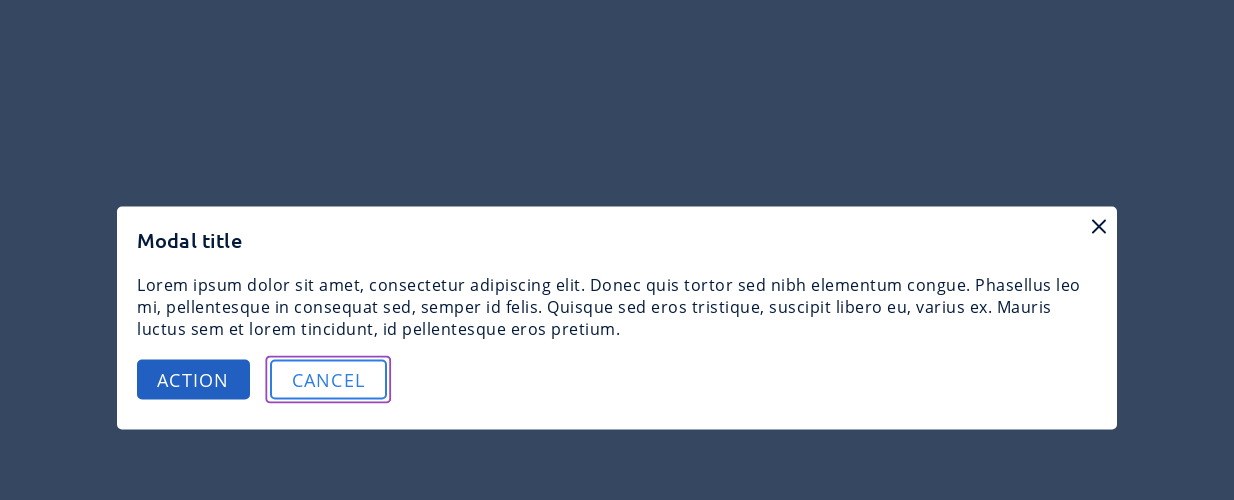 Modal title
Lorem ipsum dolor sit amet, consectetur adipiscing elit. Donec quis tortor sed nibh elementum congue. Phasellus leo
mi, pellentesque in consequat sed, semper id felis. Quisque sed eros tristique, suscipit libero eu, varius ex. Mauris
luctus sem et lorem tincidunt, id pellentesque eros pretium.
ACTION
CANCEL